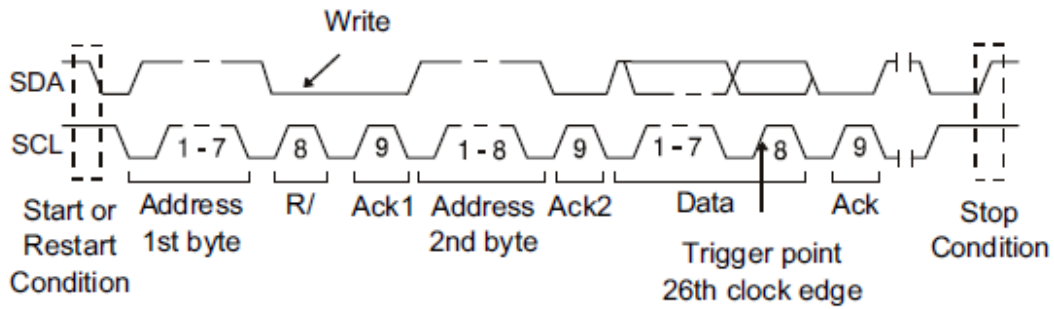 Write
SDA
SCL
1 - 7
8
9
1 - 8
9
1 - 7
8
9
Start or
Restart
Condition
Address
1st byte
R/
Ack1
Address
2nd byte
Ack2
Data
Ack
Stop
Condition
Trigger point
26th clock edge